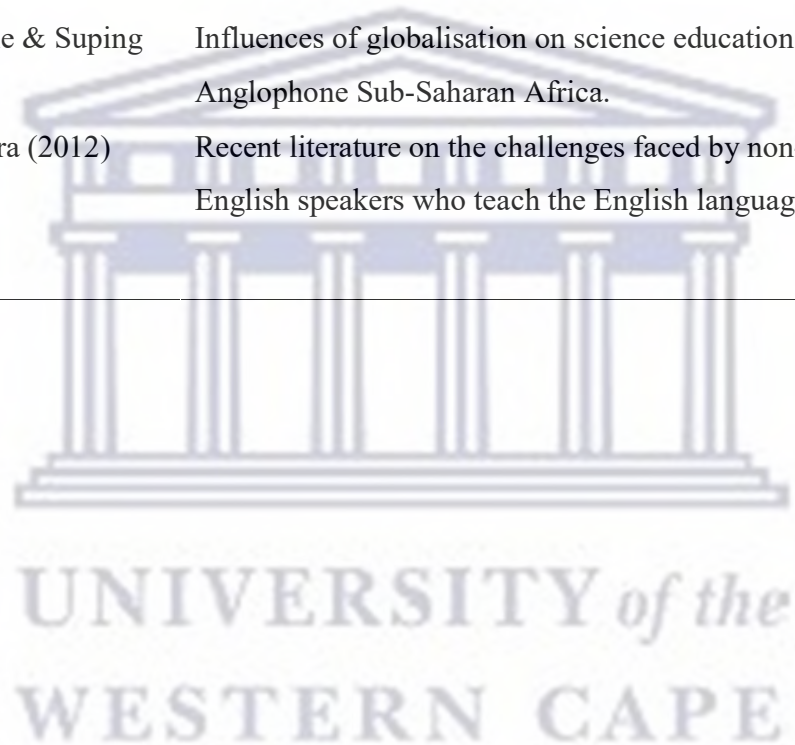 e & Suping Influences of globalisation on science education
Anglophone Sub-Saharan Africa.
ra (2012) Recent literature on the challenges faced by non
English speakers who teach the English languag
UNIVERSITY of the
WESTERN CAPE